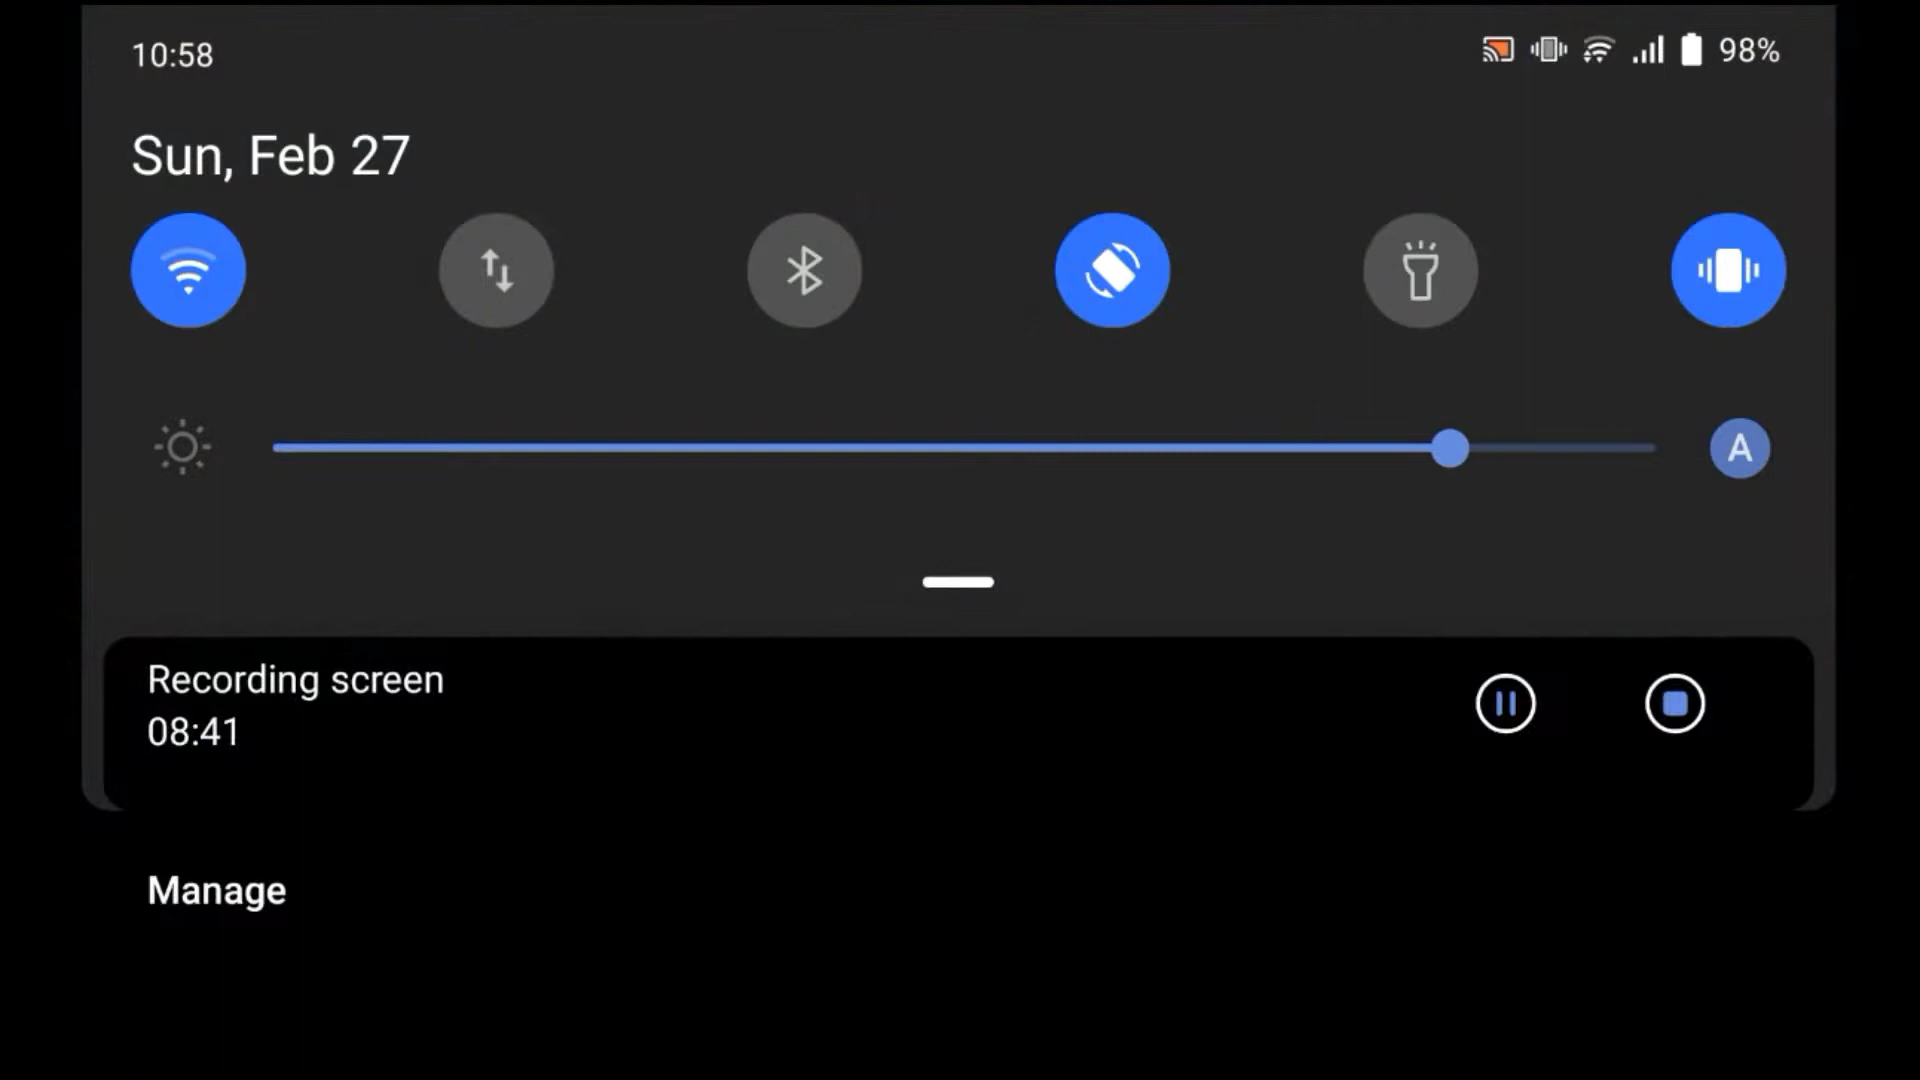 10:58
98%
Sun, Feb 27
A
Recording screen
08:41
Manage